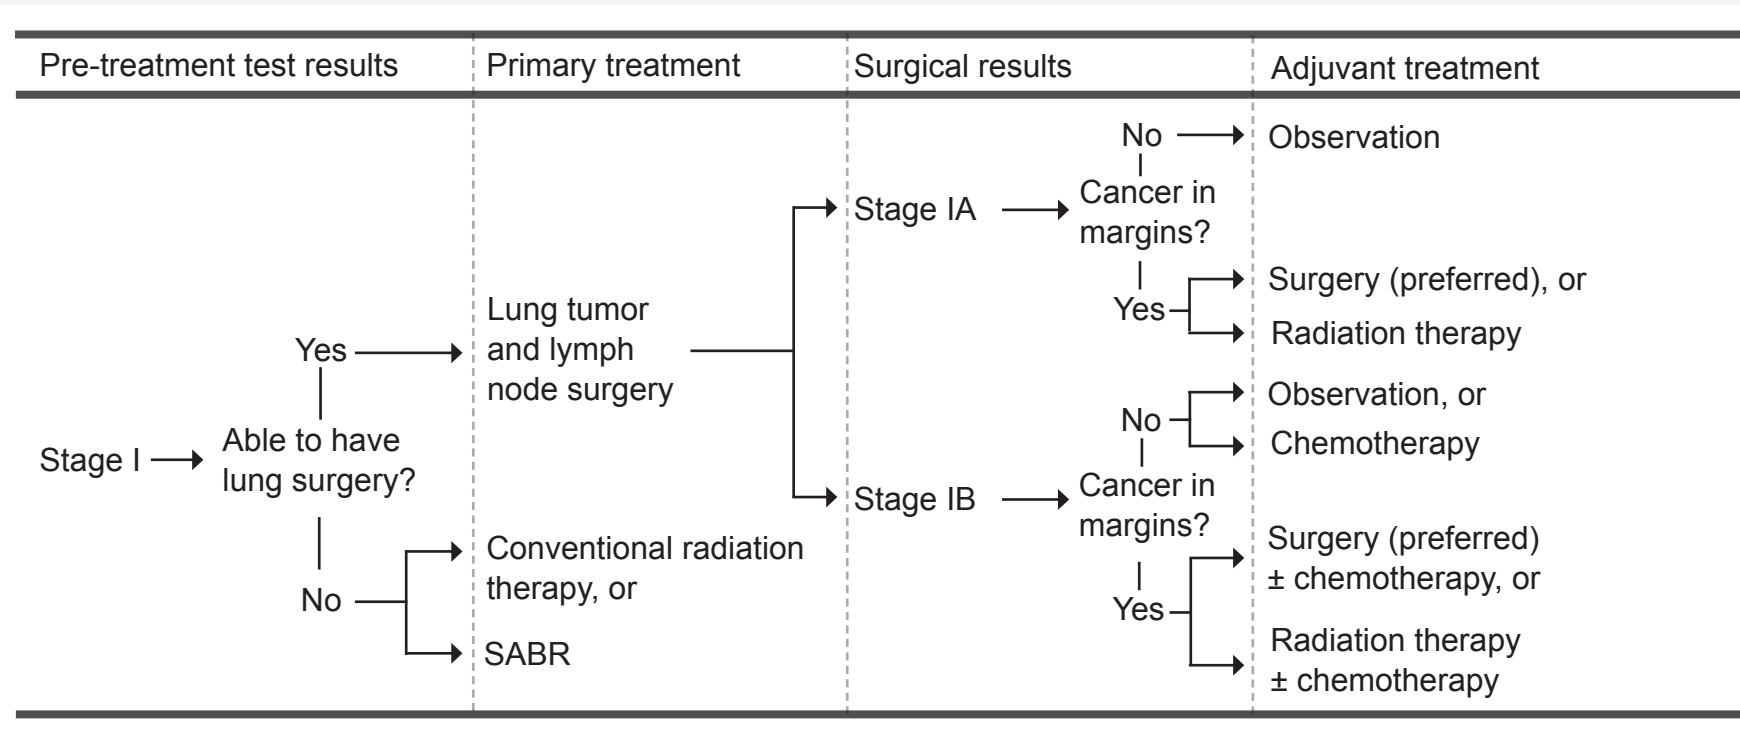 Pre-treatment test results
Primary treatment
Surgical results
Adjuvant treatment
Stage I
Able to have
lung surgery?
Yes
No
Lung tumor
and lymph
node surgery
Conventional radiation
therapy, or
SABR
Stage IA
Cancer in
margins?
No
Observation
Yes
Surgery (preferred), or
Radiation therapy
Stage IB
Cancer in
margins?
No
Observation, or
Chemotherapy
Yes
Surgery (preferred)
± chemotherapy, or
Radiation therapy
± chemotherapy